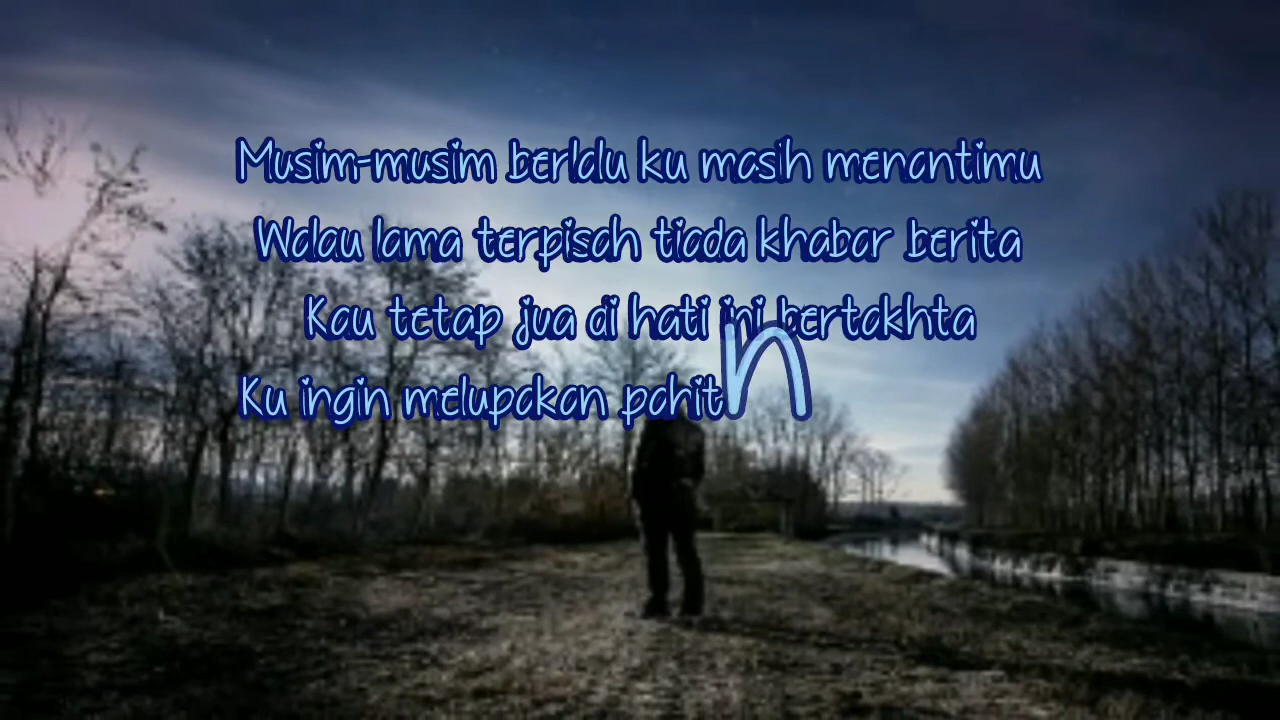 Musim-musim berlalu ku masih menantimu
Walau lama terpisah tiada khabar berita
Kau tetap jua di hati ini bertakhta
Ku ingin melupakan pahitn